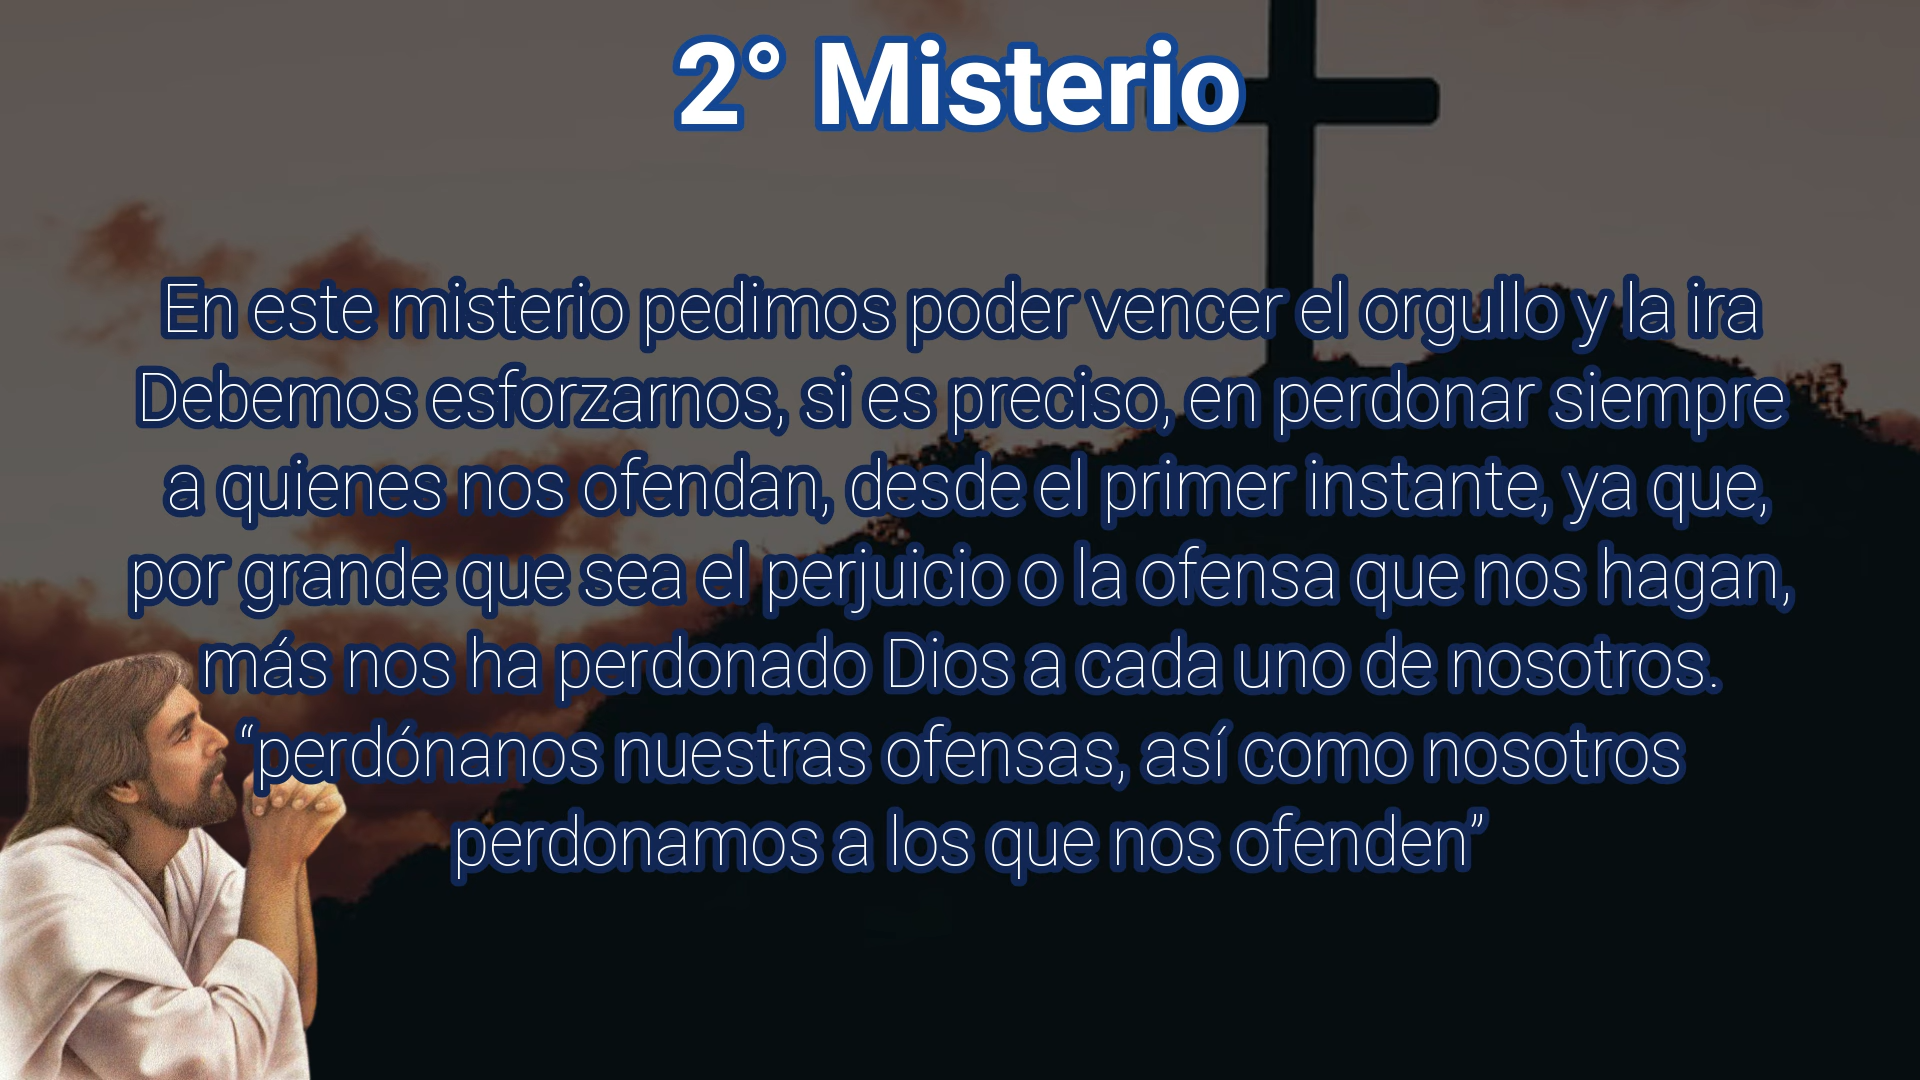 2° Misterio
En este misterio pedimos poder vencer el orgullo y la ira
Debemos esforzarnos, si es preciso, en perdonar siempre
a quienes nos ofendan, desde el primer instante, ya que,
por grande que sea el perjuicio o la ofensa que nos hagan,
más nos ha perdonado Dios a cada uno de nosotros.
“perdónanos nuestras ofensas, así como nosotros
perdonamos a los que nos ofenden”